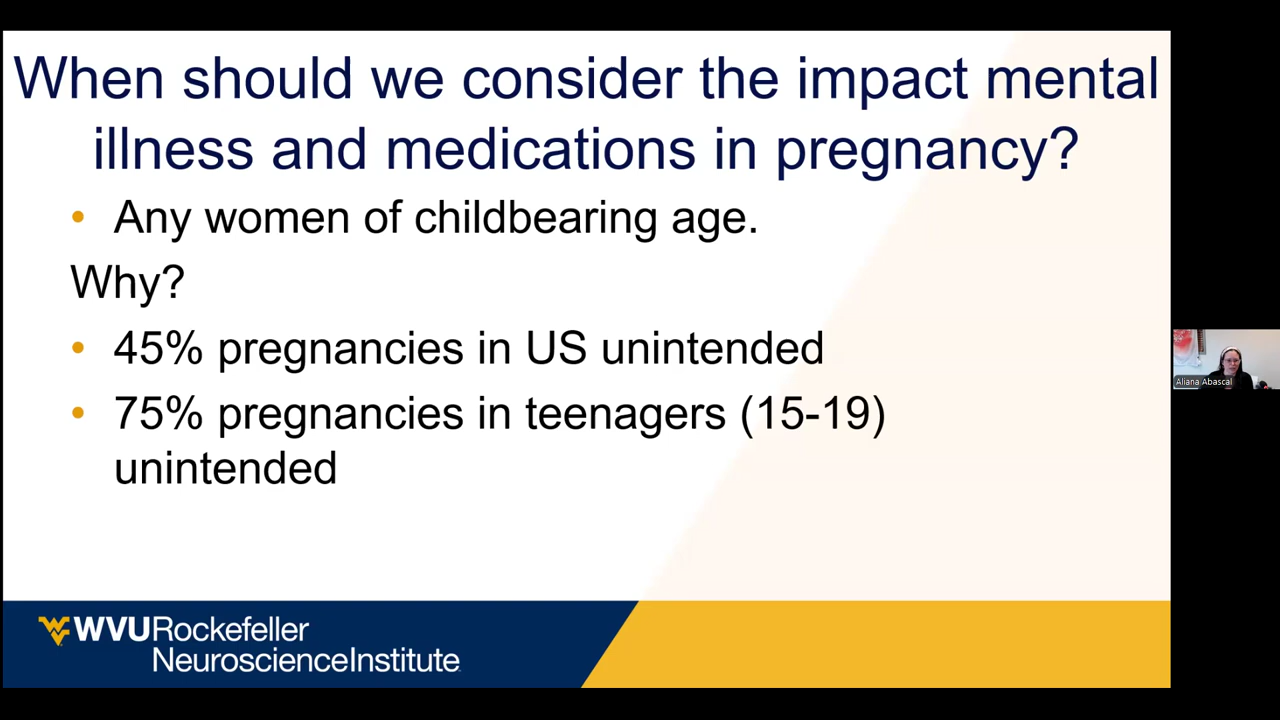 When should we consider the impact mental
illness and medications in pregnancy?
• Any women of childbearing age.
Why?
• 45% pregnancies in US unintended
• 75% pregnancies in teenagers (15-19)
unintended
WVURockefeller
NeuroscienceInstitute
Aliana Abascal